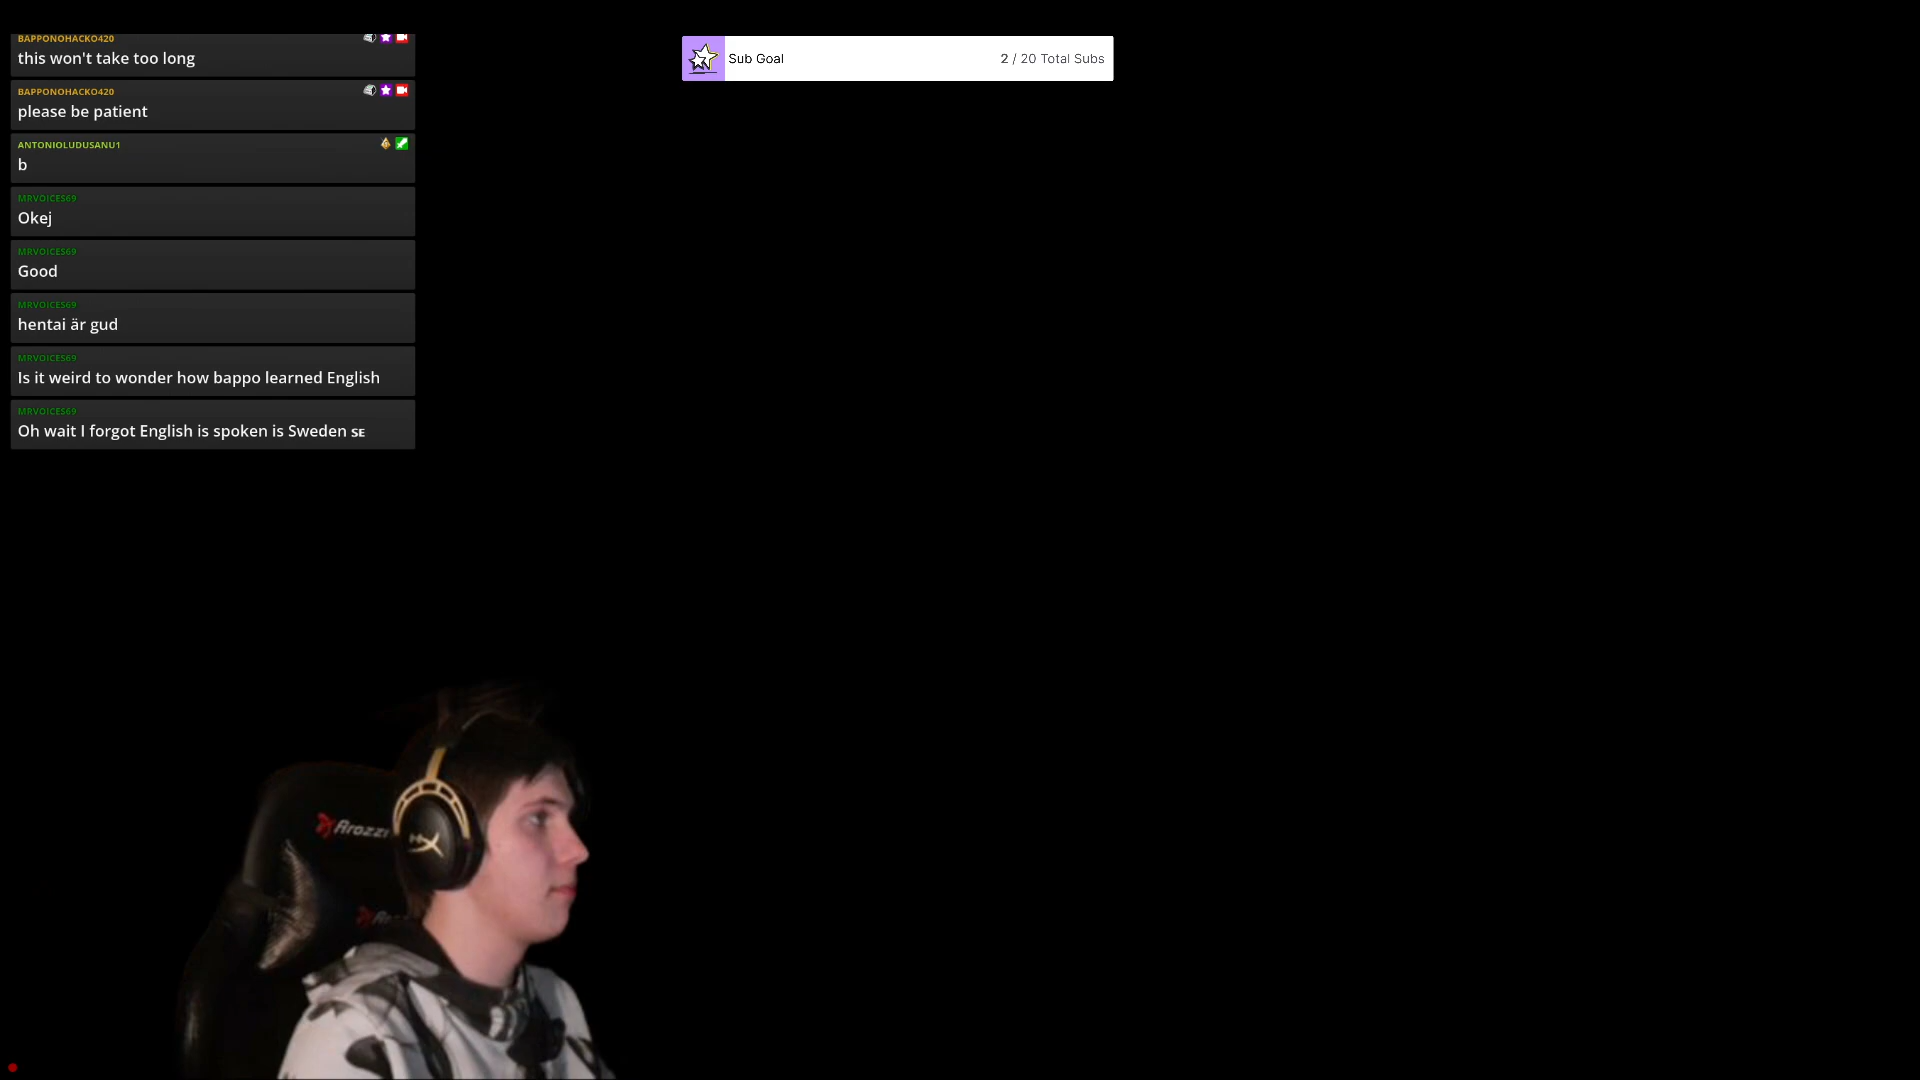 BAPPONOHACKO420
this won't take too long
BAPPONOHACKO420
please be patient
ANTONIOLUDUSANU1
b
MRVOICES69
Okej
MRVOICES69
Good
MRVOICES69
hentai är gud
MRVOICES69
Is it weird to wonder how bappo learned English
MRVOICES69
Oh wait I forgot English is spoken is Sweden SE
Sub Goal
2 / 20 Total Subs
Arozzi
HX